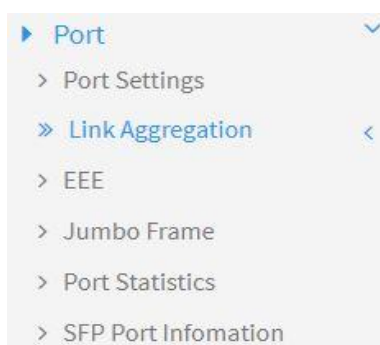 Port
Port Settings
Link Aggregation
EEE
Jumbo Frame
Port Statistics
SFP Port Infomation